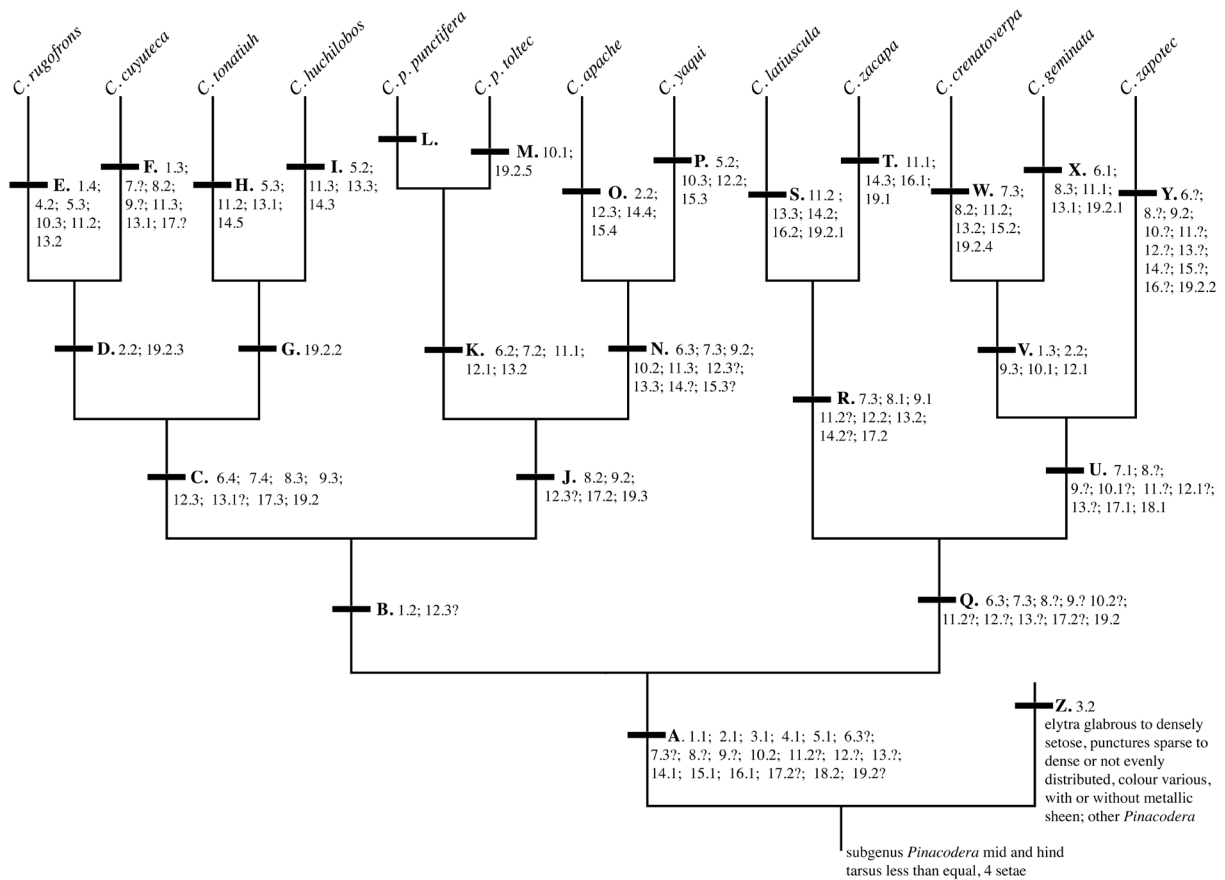 C. rugofrons
C. cuyuteca
C. tonatiuh
C. huchilobos
C. p. punctifera
C. p. toltec
C. apache
C. yaqui
C. latiuscula
C. zacapa
C. crenatoverpa
C. geminata
C. zapotec
E. 1.4;
4.2; 5.3;
10.3; 11.2;
13.2
F. 1.3;
7.?; 8.2;
9.?; 11.3;
13.1; 17.?
H. 5.3;
11.2; 13.1;
14.5
I. 5.2;
11.3; 13.3;
14.3
L.
M. 10.1;
19.2.5
O. 2.2;
12.3; 14.4;
15.4
P. 5.2;
10.3; 12.2;
15.3
S. 11.2 ;
13.3; 14.2;
16.2; 19.2.1
T. 11.1;
14.3; 16.1;
19.1
W. 7.3;
8.2; 11.2;
13.2; 15.2;
19.2.4
X. 6.1;
8.3; 11.1;
13.1; 19.2.1
Y. 6.?;
8.?; 9.2;
10.?; 11.?;
12.?; 13.?;
14.?; 15.?;
16.?; 19.2.2
D. 2.2; 19.2.3
G. 19.2.2
K. 6.2; 7.2; 11.1;
12.1; 13.2
N. 6.3; 7.3; 9.2;
10.2; 11.3; 12.3?;
13.3; 14.?; 15.3?
R. 7.3; 8.1; 9.1
11.2?; 12.2; 13.2;
14.2?; 17.2
V. 1.3; 2.2;
9.3; 10.1; 12.1
C. 6.4; 7.4; 8.3; 9.3;
12.3; 13.1?; 17.3; 19.2
J. 8.2; 9.2;
12.3?; 17.2; 19.3
U. 7.1; 8.?;
9.?; 10.1?; 11.?; 12.1?;
13.?; 17.1; 18.1
B. 1.2; 12.3?
Q. 6.3; 7.3; 8.?; 9.? 10.2?;
11.2?; 12.?; 13.?; 17.2?; 19.2
A. 1.1; 2.1; 3.1; 4.1; 5.1; 6.3?;
7.3?; 8.?; 9.?; 10.2; 11.2?; 12.?; 13.?;
14.1; 15.1; 16.1; 17.2?; 18.2; 19.2?
Z. 3.2
elytra glabrous to densely
setose, punctures sparse to
dense or not evenly
distributed, colour various,
with or without metallic
sheen; other Pinacodera
subgenus Pinacodera mid and hind
tarsus less than equal, 4 setae